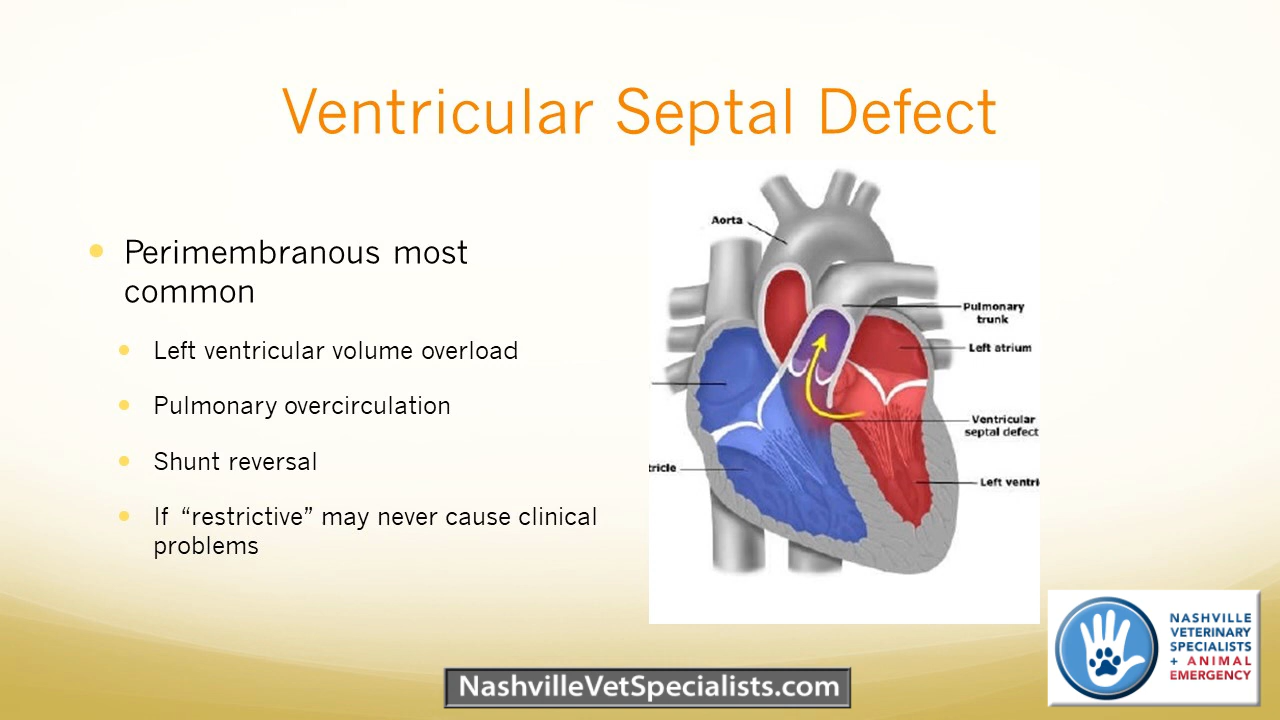 Ventricular Septal Defect
Perimembranous most
common
Left ventricular volume overload
Pulmonary overcirculation
Shunt reversal
If “restrictive” may never cause clinical
problems
Aorta
Pulmonary
trunk
Left atrium
Ventricular
septal defect
tricle
Left ventri
NASHVILLE
VETERINARY
SPECIALISTS
+ ANIMAL
EMERGENCY
NashvilleVetSpecialists.com